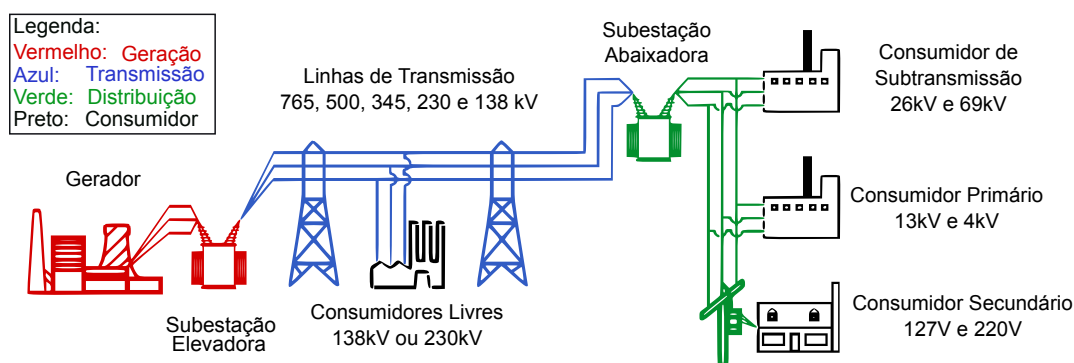 Legenda:
Vermelho: Geração
Azul: Transmissão
Verde: Distribuição
Preto: Consumidor
Gerador
Subestação
Elevadora
Linhas de Transmissão
765, 500, 345, 230 e 138 kV
Consumidores Livres
138kV ou 230kV
Subestação
Abaixadora
Consumidor de
Subtransmissão
26kV e 69kV
Consumidor Primário
13kV e 4kV
Consumidor Secundário
127V e 220V